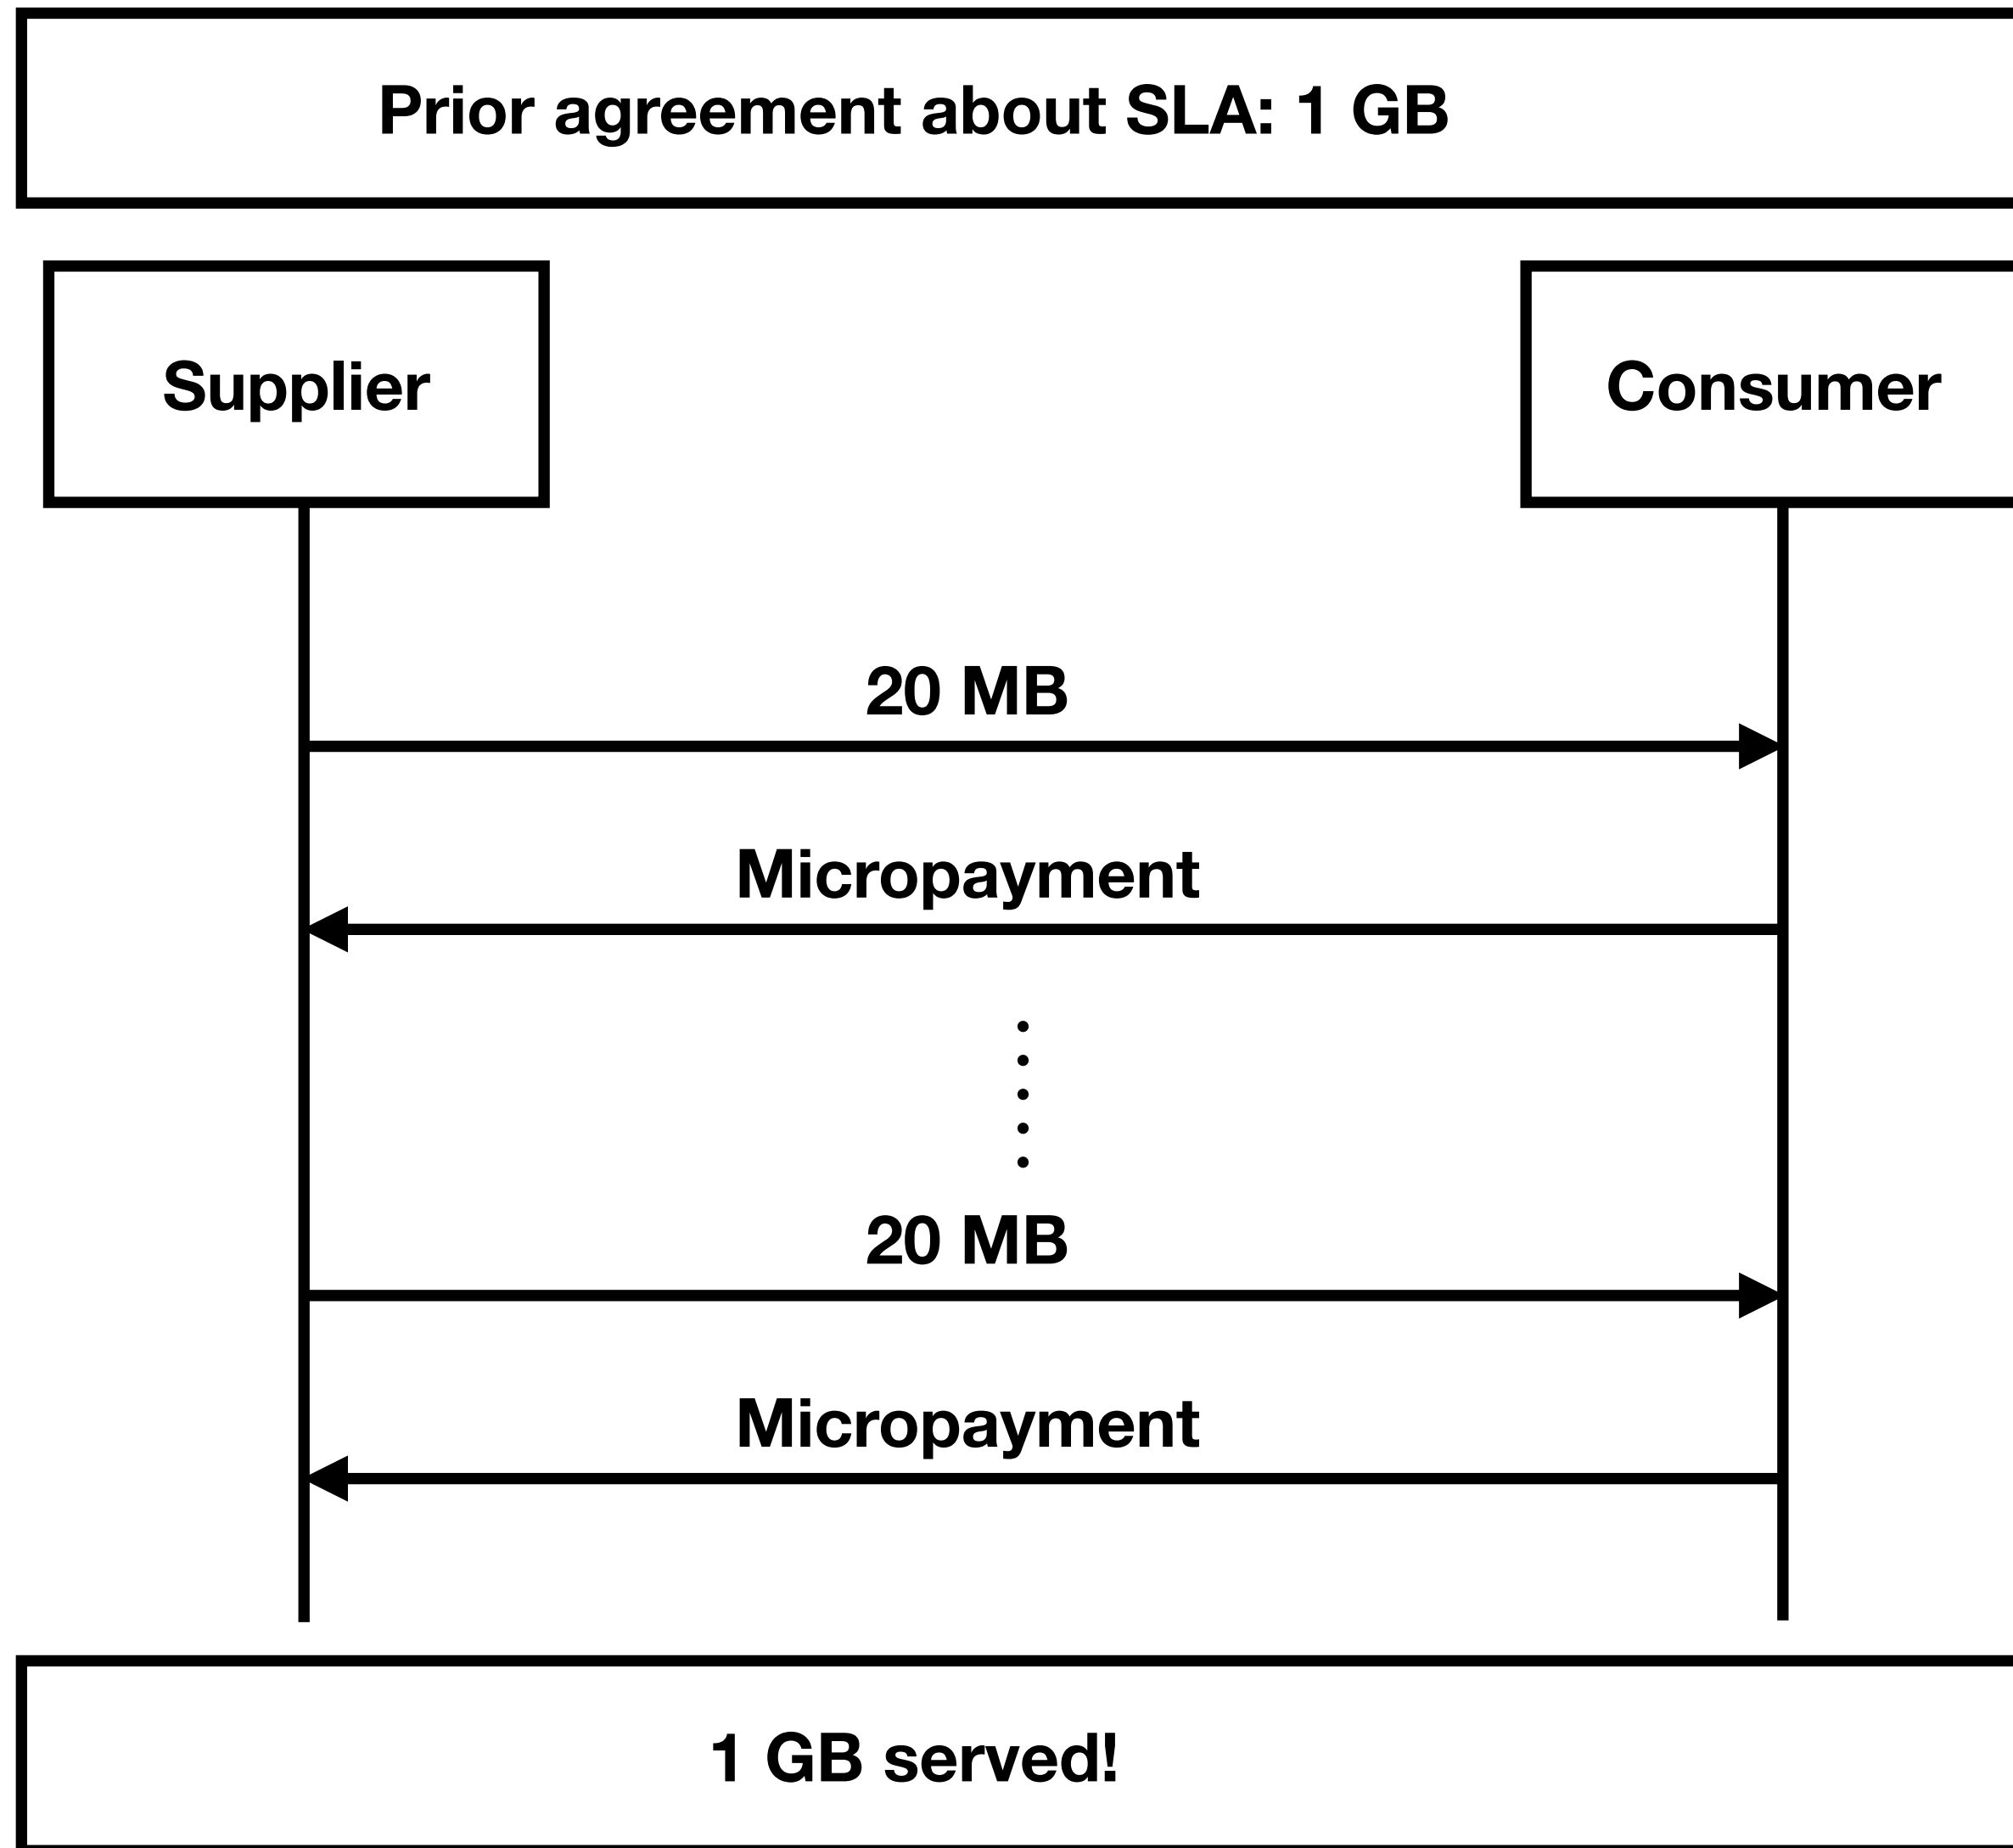 Prior agreement about SLA: 1 GB
Supplier
Consumer
20 MB
Micropayment
20 MB
Micropayment
1 GB served!